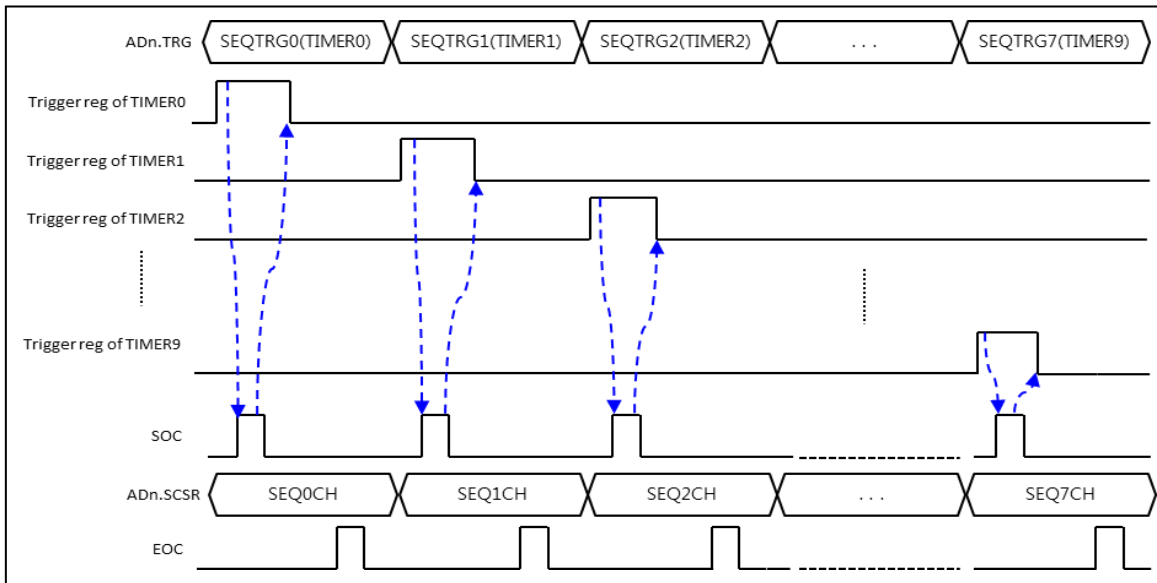 ADn.TRG SEQTRG0(TIMER0) SEQTRG1(TIMER1) SEQTRG2(TIMER2) . . . SEQTRG7(TIMER9)
Trigger reg of TIMER0
Trigger reg of TIMER1
Trigger reg of TIMER2
Trigger reg of TIMER9
SOC
ADn.SCSR SEQ0CH SEQ1CH SEQ2CH . . . SEQ7CH
EOC